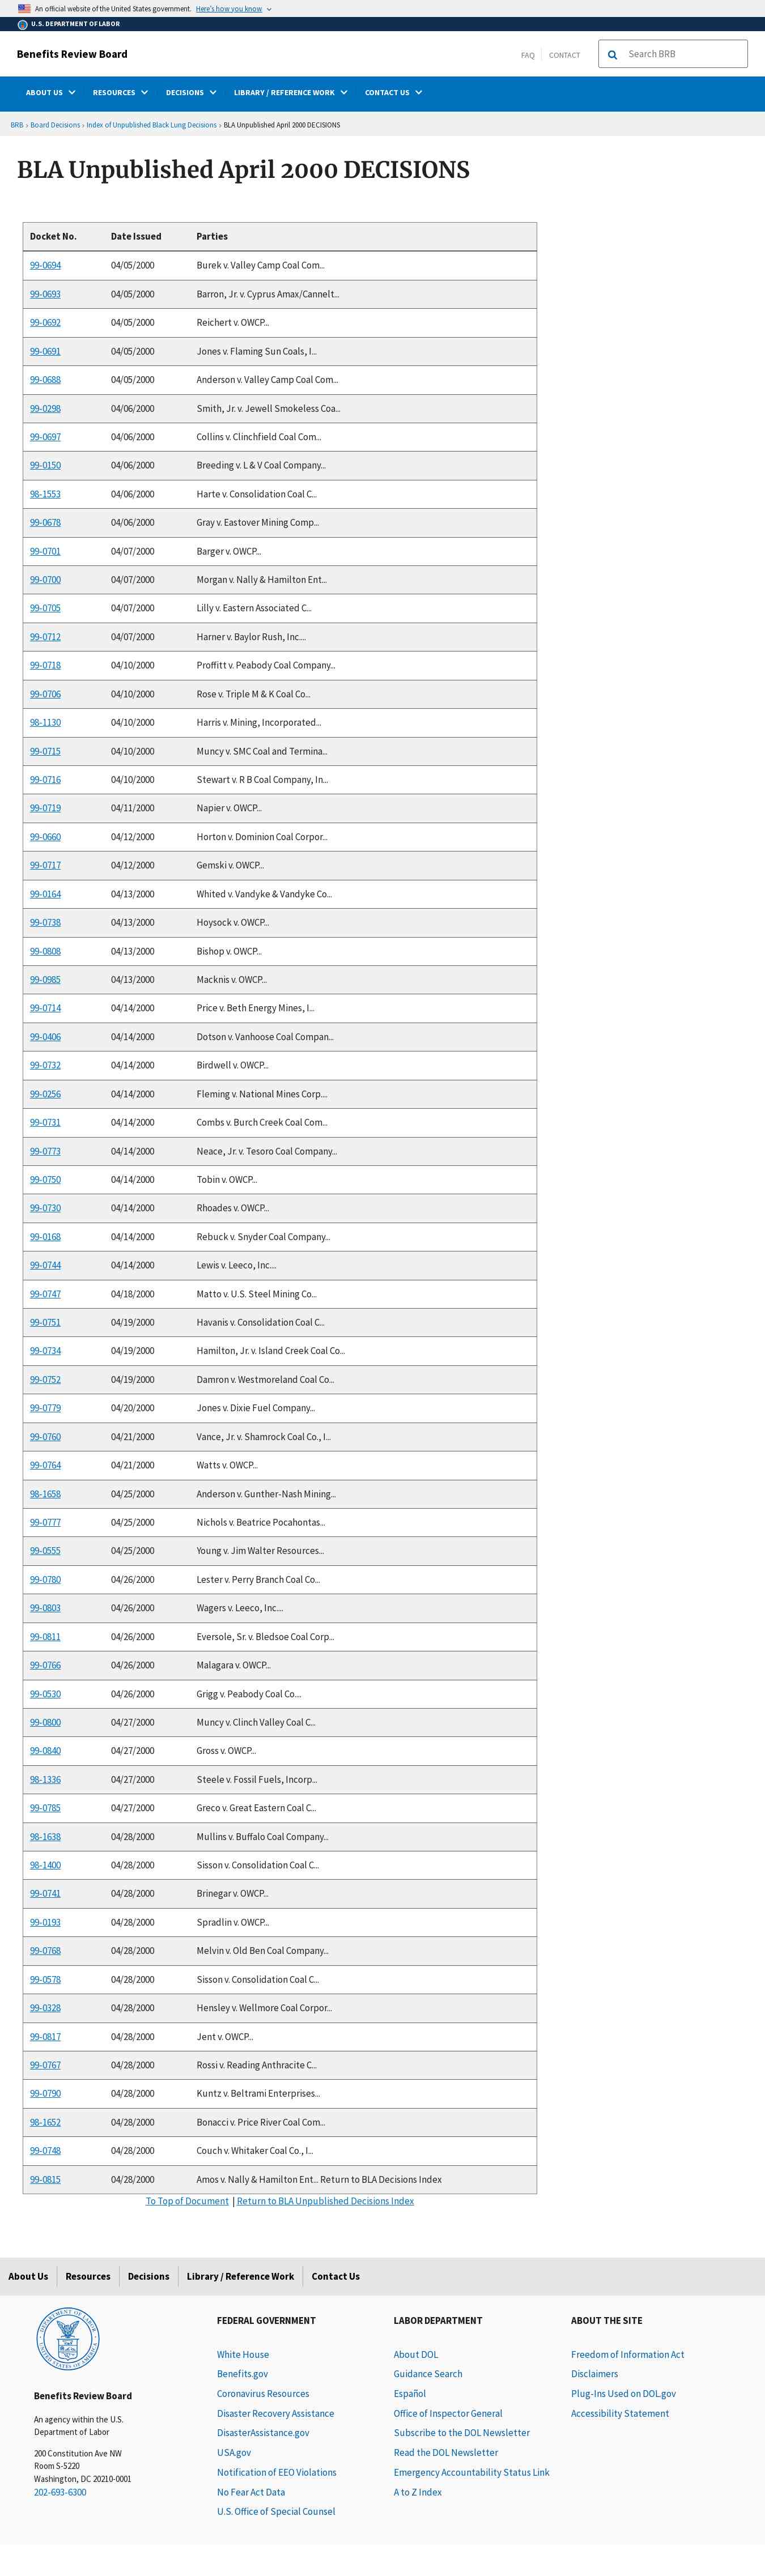 An official website of the United States government. Here's how you know
U.S. DEPARTMENT OF LABOR
Benefits Review Board
FAQ
CONTACT
Search BRB
ABOUT US
RESOURCES
DECISIONS
LIBRARY / REFERENCE WORK
CONTACT US
BRB › Board Decisions › Index of Unpublished Black Lung Decisions › BLA Unpublished April 2000 DECISIONS
BLA Unpublished April 2000 DECISIONS
Docket No. Date Issued Parties
99-0694 04/05/2000 Burek v. Valley Camp Coal Com...
99-0693 04/05/2000 Barron, Jr. v. Cyprus Amax/Cannelt...
99-0692 04/05/2000 Reichert v. OWCP...
99-0691 04/05/2000 Jones v. Flaming Sun Coals, I...
99-0688 04/05/2000 Anderson v. Valley Camp Coal Com...
99-0298 04/06/2000 Smith, Jr. v. Jewell Smokeless Coa...
99-0697 04/06/2000 Collins v. Clinchfield Coal Com...
99-0150 04/06/2000 Breeding v. L & V Coal Company...
98-1553 04/06/2000 Harte v. Consolidation Coal C...
99-0678 04/06/2000 Gray v. Eastover Mining Comp...
99-0701 04/07/2000 Barger v. OWCP...
99-0700 04/07/2000 Morgan v. Nally & Hamilton Ent...
99-0705 04/07/2000 Lilly v. Eastern Associated C...
99-0712 04/07/2000 Harner v. Baylor Rush, Inc....
99-0718 04/10/2000 Proffitt v. Peabody Coal Company...
99-0706 04/10/2000 Rose v. Triple M & K Coal Co...
98-1130 04/10/2000 Harris v. Mining, Incorporated...
99-0715 04/10/2000 Muncy v. SMC Coal and Termina...
99-0716 04/10/2000 Stewart v. R B Coal Company, In...
99-0719 04/11/2000 Napier v. OWCP...
99-0660 04/12/2000 Horton v. Dominion Coal Corpor...
99-0717 04/12/2000 Gemski v. OWCP...
99-0164 04/13/2000 Whited v. Vandyke & Vandyke Co...
99-0738 04/13/2000 Hoysock v. OWCP...
99-0808 04/13/2000 Bishop v. OWCP...
99-0985 04/13/2000 Macknis v. OWCP...
99-0714 04/14/2000 Price v. Beth Energy Mines, I...
99-0406 04/14/2000 Dotson v. Vanhoose Coal Compan...
99-0732 04/14/2000 Birdwell v. OWCP...
99-0256 04/14/2000 Fleming v. National Mines Corp....
99-0731 04/14/2000 Combs v. Burch Creek Coal Com...
99-0773 04/14/2000 Neace, Jr. v. Tesoro Coal Company...
99-0750 04/14/2000 Tobin v. OWCP...
99-0730 04/14/2000 Rhoades v. OWCP...
99-0168 04/14/2000 Rebuck v. Snyder Coal Company...
99-0744 04/14/2000 Lewis v. Leeco, Inc....
99-0747 04/18/2000 Matto v. U.S. Steel Mining Co...
99-0751 04/19/2000 Havanis v. Consolidation Coal C...
99-0734 04/19/2000 Hamilton, Jr. v. Island Creek Coal Co...
99-0752 04/19/2000 Damron v. Westmoreland Coal Co...
99-0779 04/20/2000 Jones v. Dixie Fuel Company...
99-0760 04/21/2000 Vance, Jr. v. Shamrock Coal Co., I...
99-0764 04/21/2000 Watts v. OWCP...
98-1658 04/25/2000 Anderson v. Gunther-Nash Mining...
99-0777 04/25/2000 Nichols v. Beatrice Pocahontas...
99-0555 04/25/2000 Young v. Jim Walter Resources...
99-0780 04/26/2000 Lester v. Perry Branch Coal Co...
99-0803 04/26/2000 Wagers v. Leeco, Inc....
99-0811 04/26/2000 Eversole, Sr. v. Bledsoe Coal Corp...
99-0766 04/26/2000 Malagara v. OWCP...
99-0530 04/26/2000 Grigg v. Peabody Coal Co....
99-0800 04/27/2000 Muncy v. Clinch Valley Coal C...
99-0840 04/27/2000 Gross v. OWCP...
98-1336 04/27/2000 Steele v. Fossil Fuels, Incorp...
99-0785 04/27/2000 Greco v. Great Eastern Coal C...
98-1638 04/28/2000 Mullins v. Buffalo Coal Company...
98-1400 04/28/2000 Sisson v. Consolidation Coal C...
99-0741 04/28/2000 Brinegar v. OWCP...
99-0193 04/28/2000 Spradlin v. OWCP...
99-0768 04/28/2000 Melvin v. Old Ben Coal Company...
99-0578 04/28/2000 Sisson v. Consolidation Coal C...
99-0328 04/28/2000 Hensley v. Wellmore Coal Corpor...
99-0817 04/28/2000 Jent v. OWCP...
99-0767 04/28/2000 Rossi v. Reading Anthracite C...
99-0790 04/28/2000 Kuntz v. Beltrami Enterprises...
98-1652 04/28/2000 Bonacci v. Price River Coal Com...
99-0748 04/28/2000 Couch v. Whitaker Coal Co., I...
99-0815 04/28/2000 Amos v. Nally & Hamilton Ent... Return to BLA Decisions Index
To Top of Document | Return to BLA Unpublished Decisions Index
About Us
Resources
Decisions
Library / Reference Work
Contact Us
DEPARTMENT OF LABOR
UNITED STATES OF AMERICA
Benefits Review Board
An agency within the U.S.
Department of Labor
200 Constitution Ave NW
Room S-5220
Washington, DC 20210-0001
202-693-6300
FEDERAL GOVERNMENT
White House
Benefits.gov
Coronavirus Resources
Disaster Recovery Assistance
DisasterAssistance.gov
USA.gov
Notification of EEO Violations
No Fear Act Data
U.S. Office of Special Counsel
LABOR DEPARTMENT
About DOL
Guidance Search
Español
Office of Inspector General
Subscribe to the DOL Newsletter
Read the DOL Newsletter
Emergency Accountability Status Link
A to Z Index
ABOUT THE SITE
Freedom of Information Act
Disclaimers
Plug-Ins Used on DOL.gov
Accessibility Statement